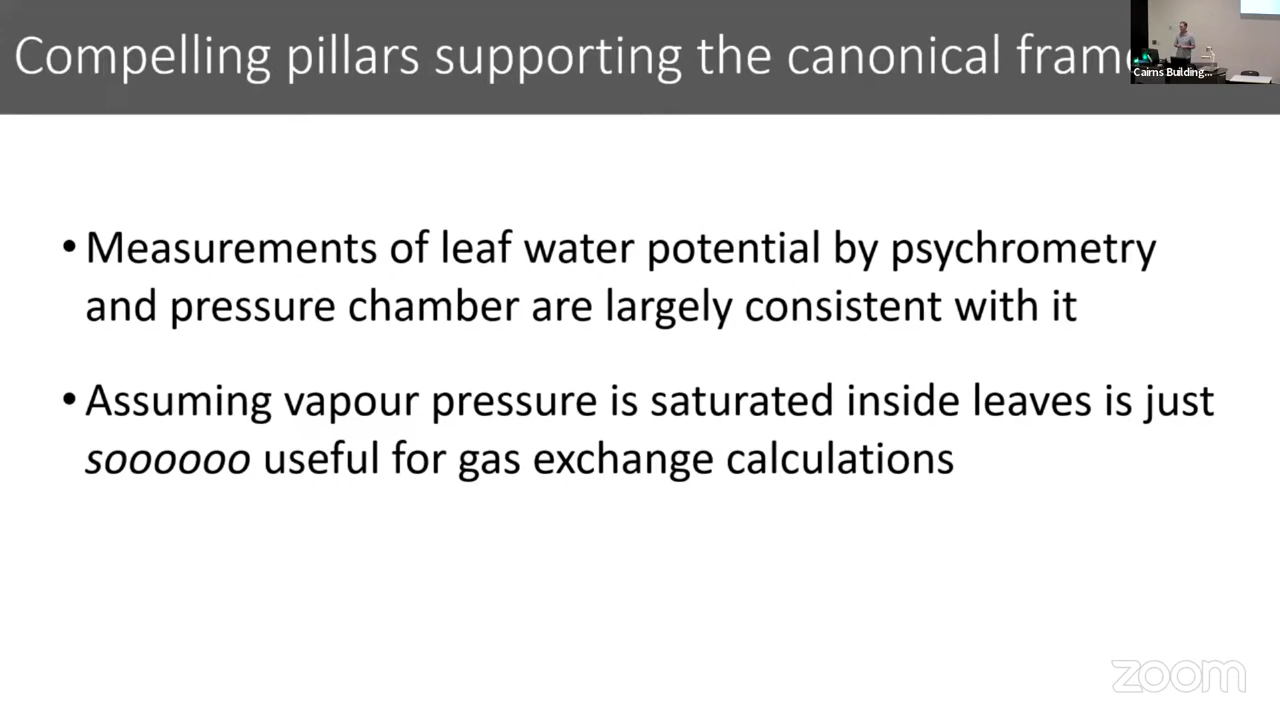 Compelling pillars supporting the canonical frame
Cairns Building...
• Measurements of leaf water potential by psychrometry
and pressure chamber are largely consistent with it
• Assuming vapour pressure is saturated inside leaves is just
soooooo useful for gas exchange calculations
zoom